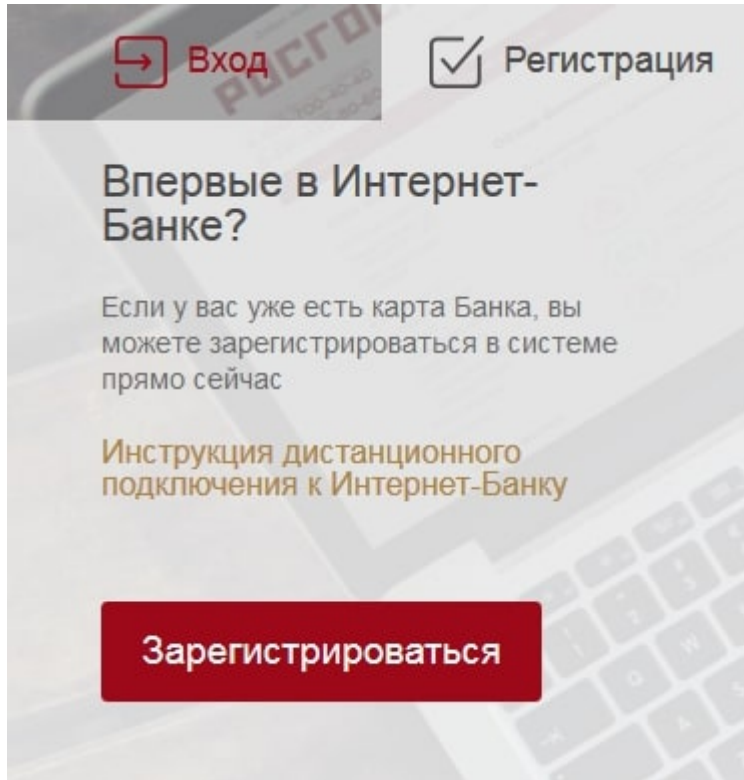 Вход
Регистрация
Впервые в Интернет-
Банке?
Если у вас уже есть карта Банка, вы
можете зарегистрироваться в системе
прямо сейчас
Инструкция дистанционного
подключения к Интернет-Банку
Зарегистрироваться